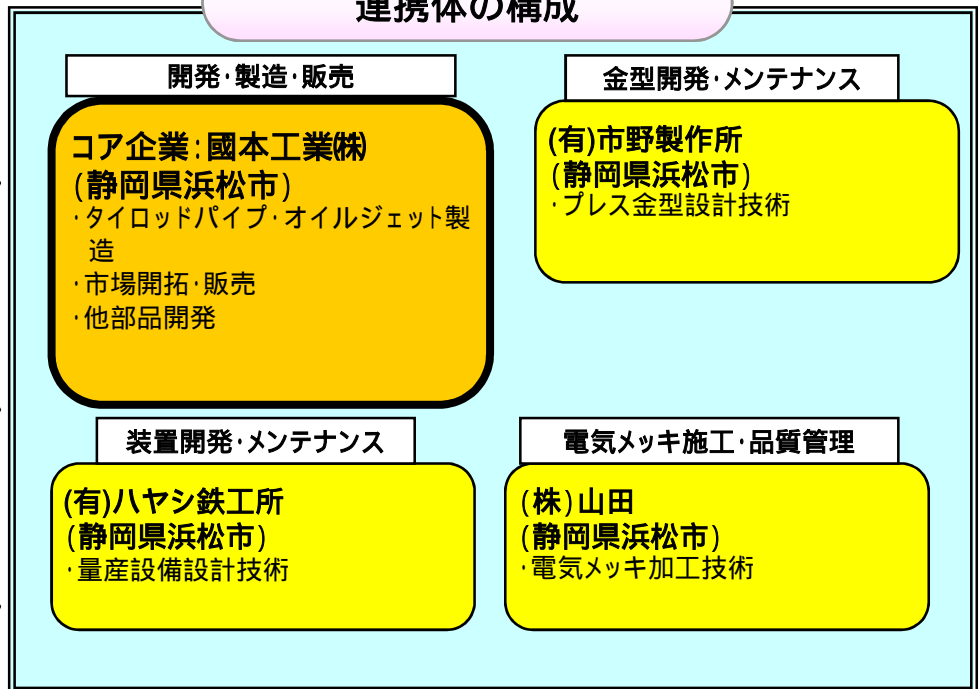 連携体の構成
開発･製造･販売
コア企業:國本工業㈱
(静岡県浜松市)
･タイロッドパイプ･オイルジェット製
造
･市場開拓･販売
･他部品開発
金型開発･メンテナンス
(有)市野製作所
(静岡県浜松市)
･プレス金型設計技術
装置開発･メンテナンス
(有)ハヤシ鉄工所
(静岡県浜松市)
･量産設備設計技術
電気メッキ施工･品質管理
(株)山田
(静岡県浜松市)
･電気メッキ加工技術